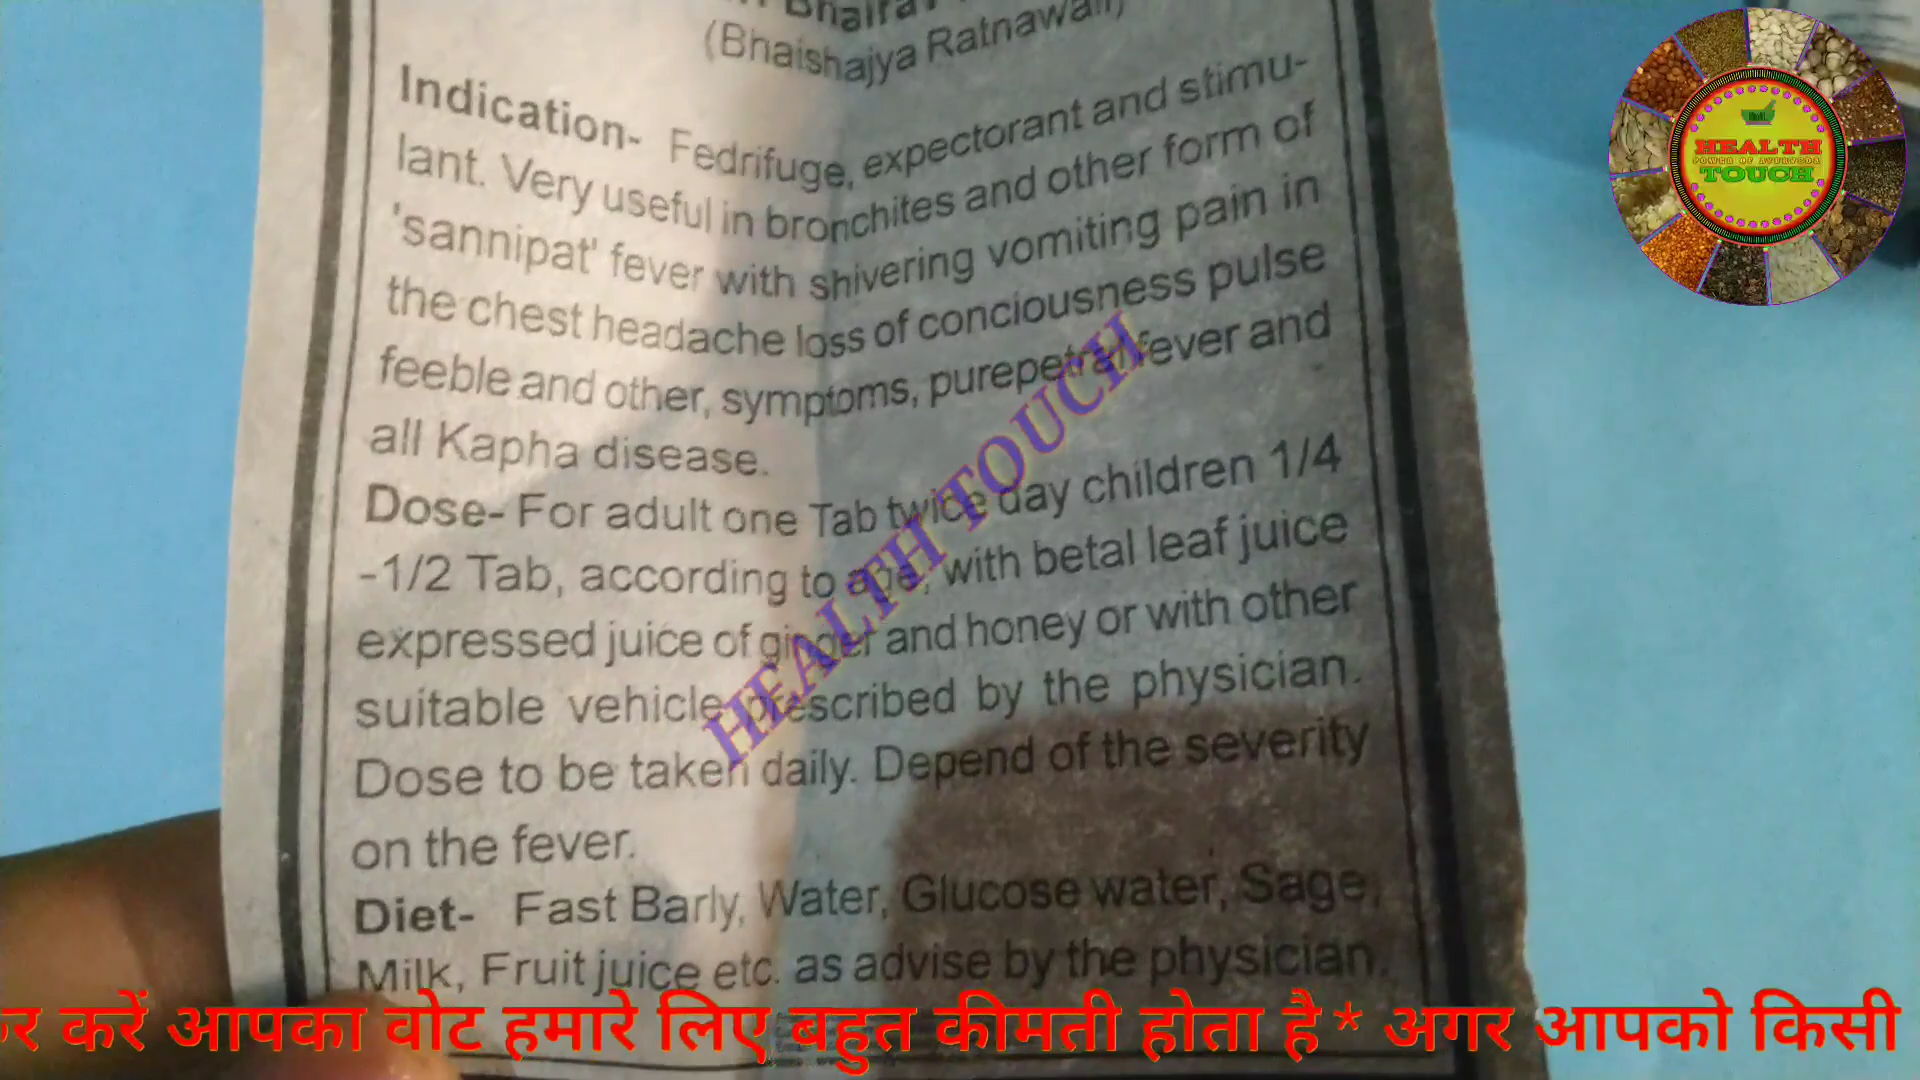 Bhairav
(Bhaishajya Ratnawali)
Indication- Fedrifuge, expectorant and stimu-
lant. Very useful in bronchites and other form of
'sannipat' fever with shivering vomiting pain in
the chest headache loss of conciousness pulse
feeble and other, symptoms, purepetral fever and
all Kapha disease.
Dose- For adult one Tab twice day children 1/4
-1/2 Tab, according to age, with betal leaf juice
expressed juice of ginger and honey or with other
suitable vehicle prescribed by the physician.
Dose to be taken daily. Depend of the severity
on the fever.
Diet- Fast Barly, Water, Glucose water, Sage,
Milk, Fruit juice etc. as advise by the physician.
HEALTH TOUCH
HEALTH
POWER OF AYURVEDA
TOUCH
करें आपका वोट हमारे लिए बहुत कीमती होता है* अगर आपको किसी